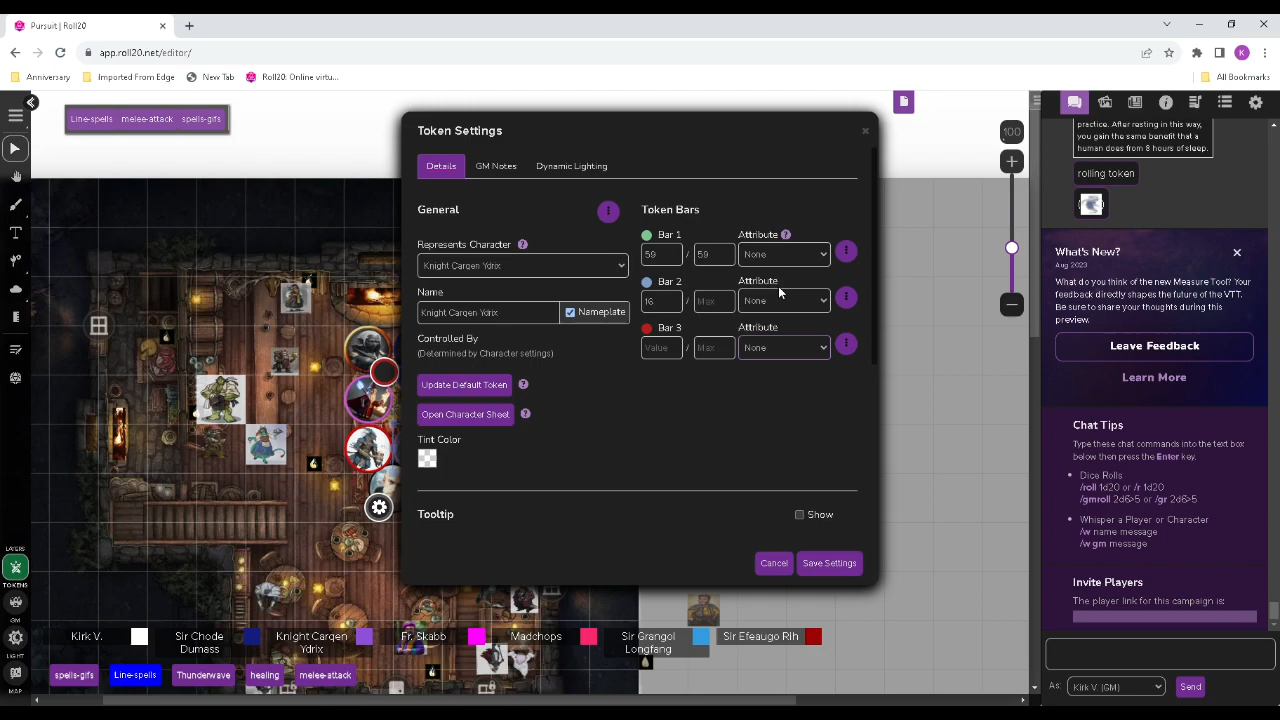 Pursuit | Roll20
app.roll20.net/editor/
K
Anniversary
Imported From Edge
New Tab
Roll20: Online virtu...
All Bookmarks
Line-spells
melee-attack
spells-gifs
Token Settings
Details
GM Notes
Dynamic Lighting
General
Represents Character
Knight Carqen Ydrix
Name
Knight Carqen Ydrix
Nameplate
Controlled By
(Determined by Character settings)
Update Default Token
Open Character Sheet
Tint Color
Token Bars
Bar 1
Attribute
59 / 59
None
Bar 2
Attribute
16 / Max
None
Bar 3
Attribute
Value / Max
None
Tooltip
Show
Cancel
Save Settings
100
practice. After resting in this way,
you gain the same benefit that a
human does from 8 hours of sleep.
rolling token
What's New?
Aug 2023
What do you think of the new Measure Tool? Your
feedback directly shapes the future of the VTT.
Be sure to share your thoughts during this
preview.
Leave Feedback
Learn More
Chat Tips
Type these chat commands into the text box
below then press the Enter key.
• Dice Rolls
/roll 1d20 or /r 1d20
/gmroll 2d6>5 or /gr 2d6>5
• Whisper a Player or Character
/w name message
/w gm message
Invite Players
The player link for this campaign is:
As:
Kirk V. (GM)
Send
LAYERS
TOKENS
GM
LIGHT
MAP
Kirk V.
Sir Chode
Dumass
Knight Carqen
Ydrix
Fr. Skabb
Madchops
Sir Grangol
Longfang
Sir Efeaugo Rih
spells-gifs
Line-spells
Thunderwave
healing
melee-attack